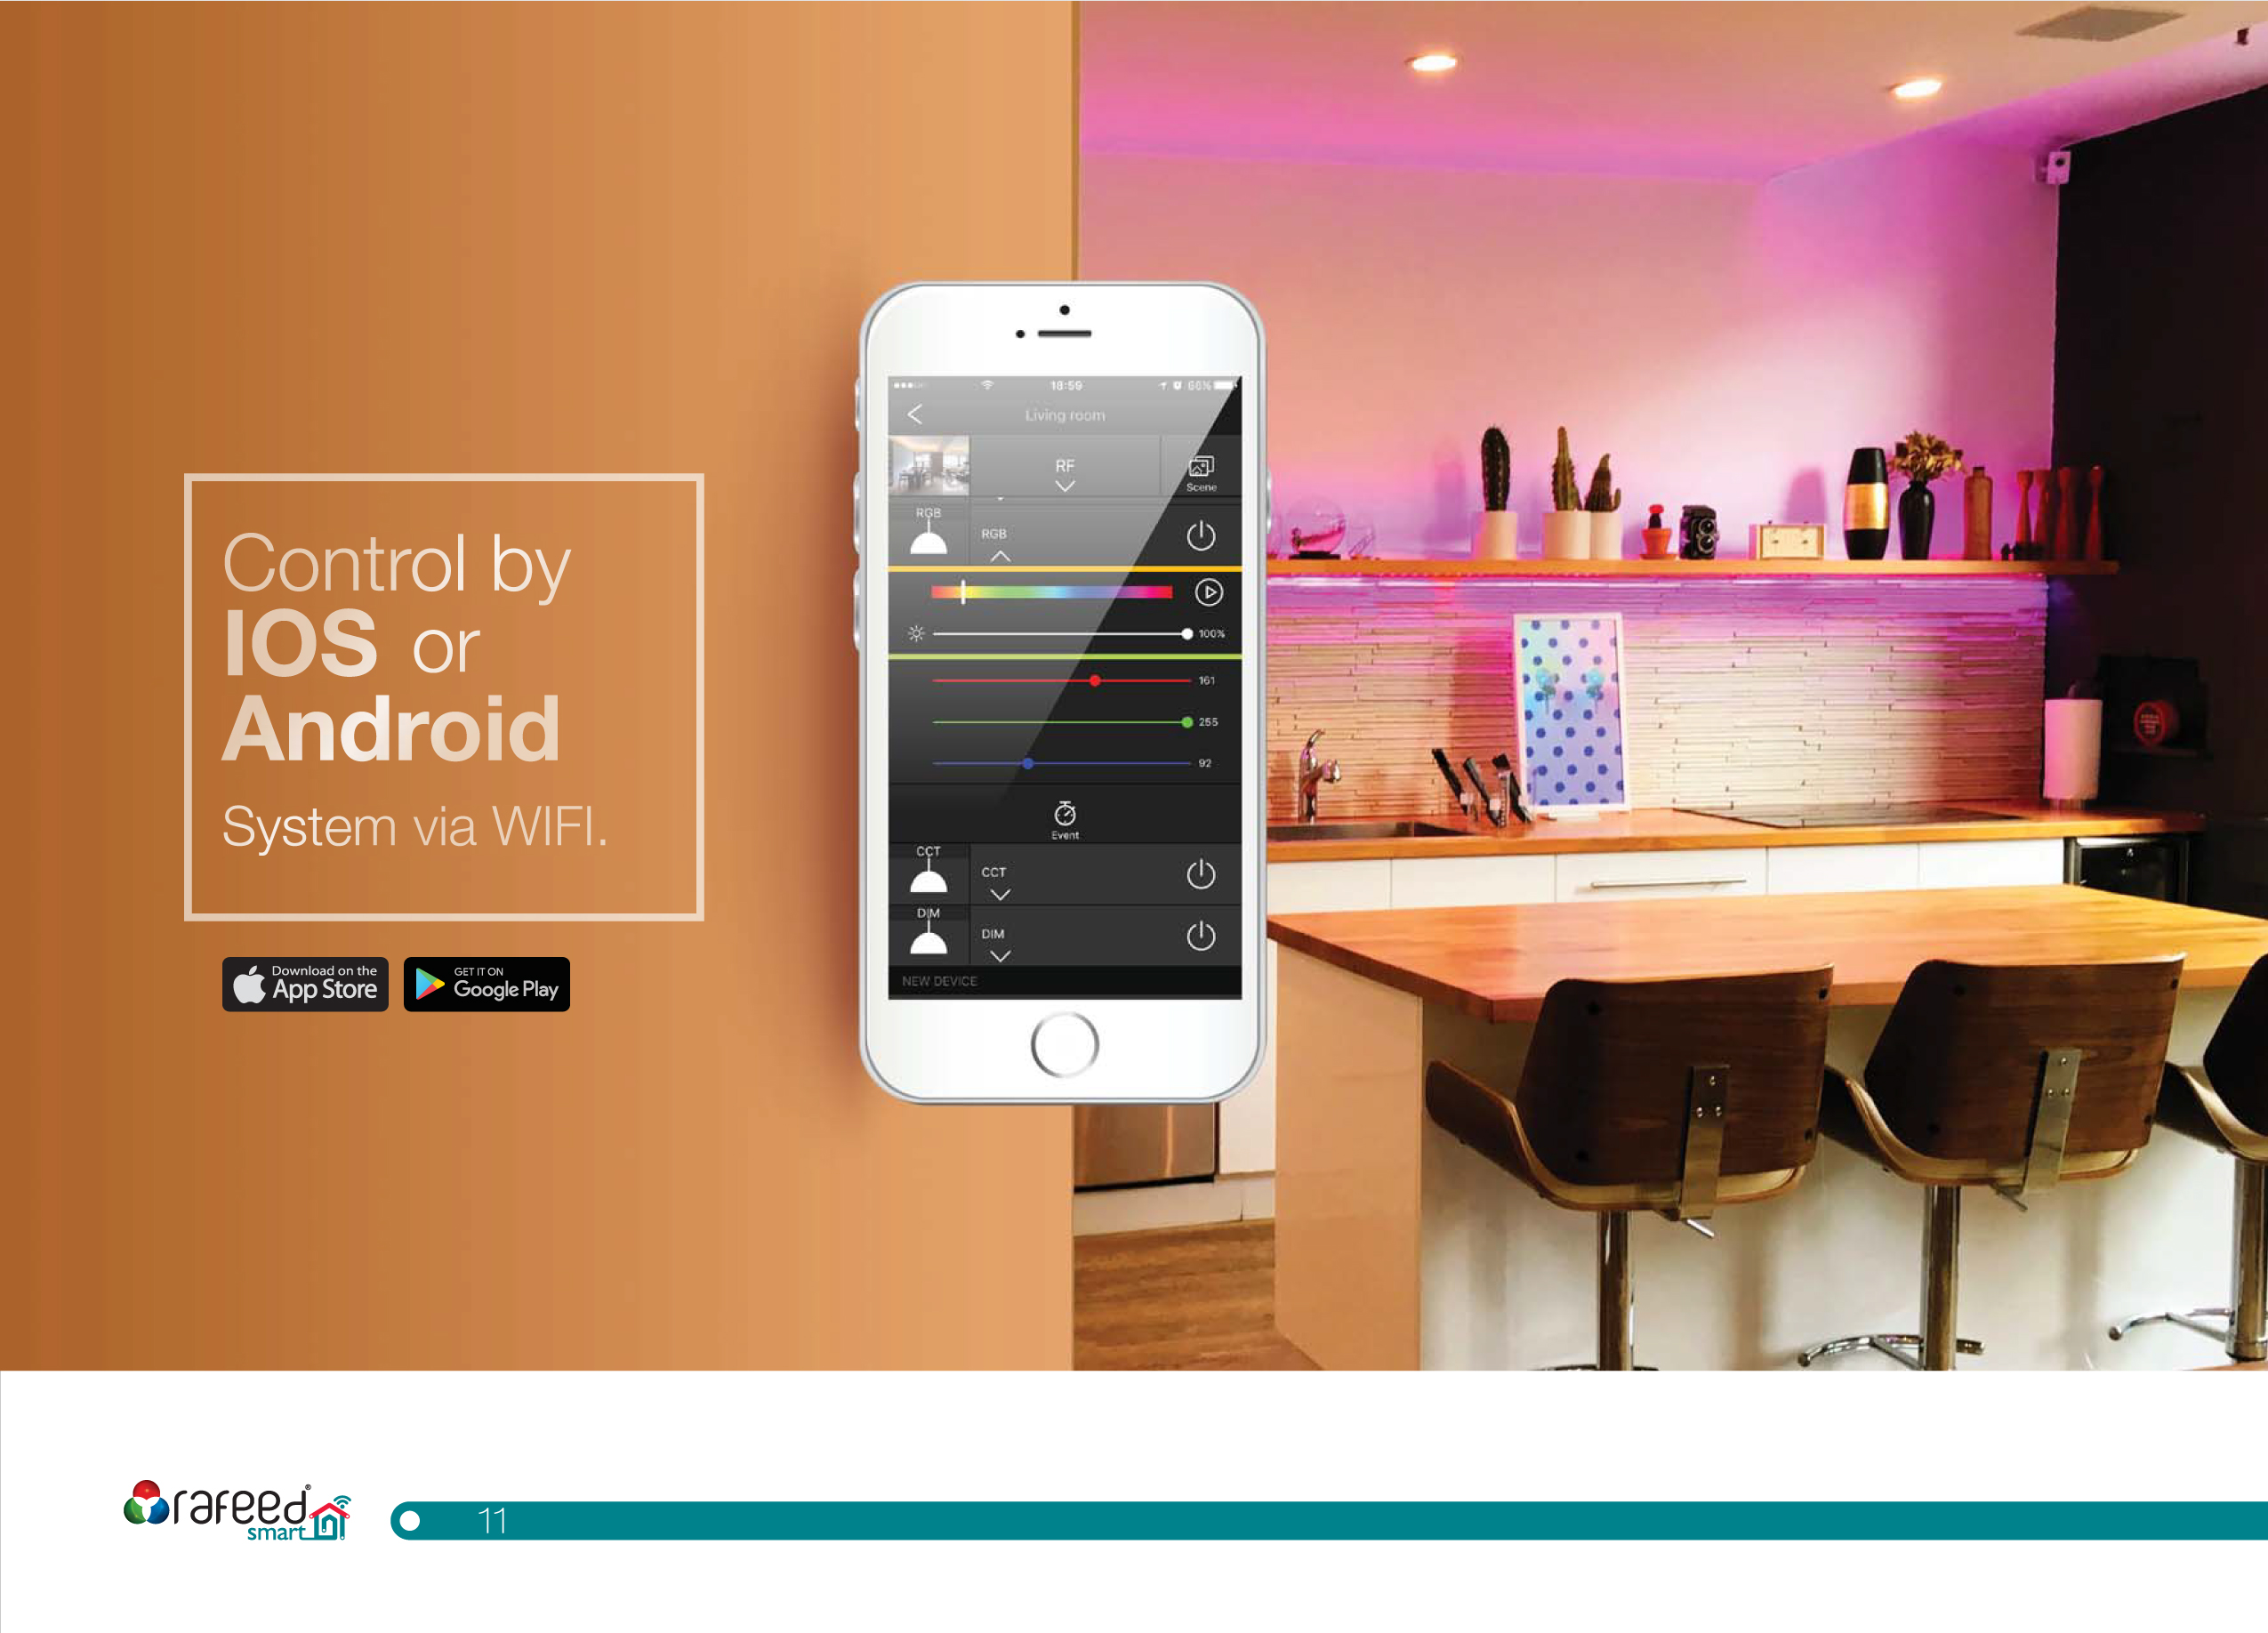 Control by
IOS or
Android
System via WIFI.
Download on the
App Store
GET IT ON
Google Play
18:59
66%
Living room
RF
Scene
RGB
RGB
100%
161
255
92
Event
CCT
CCT
DIM
DIM
NEW DEVICE
rafeed®
smart
11